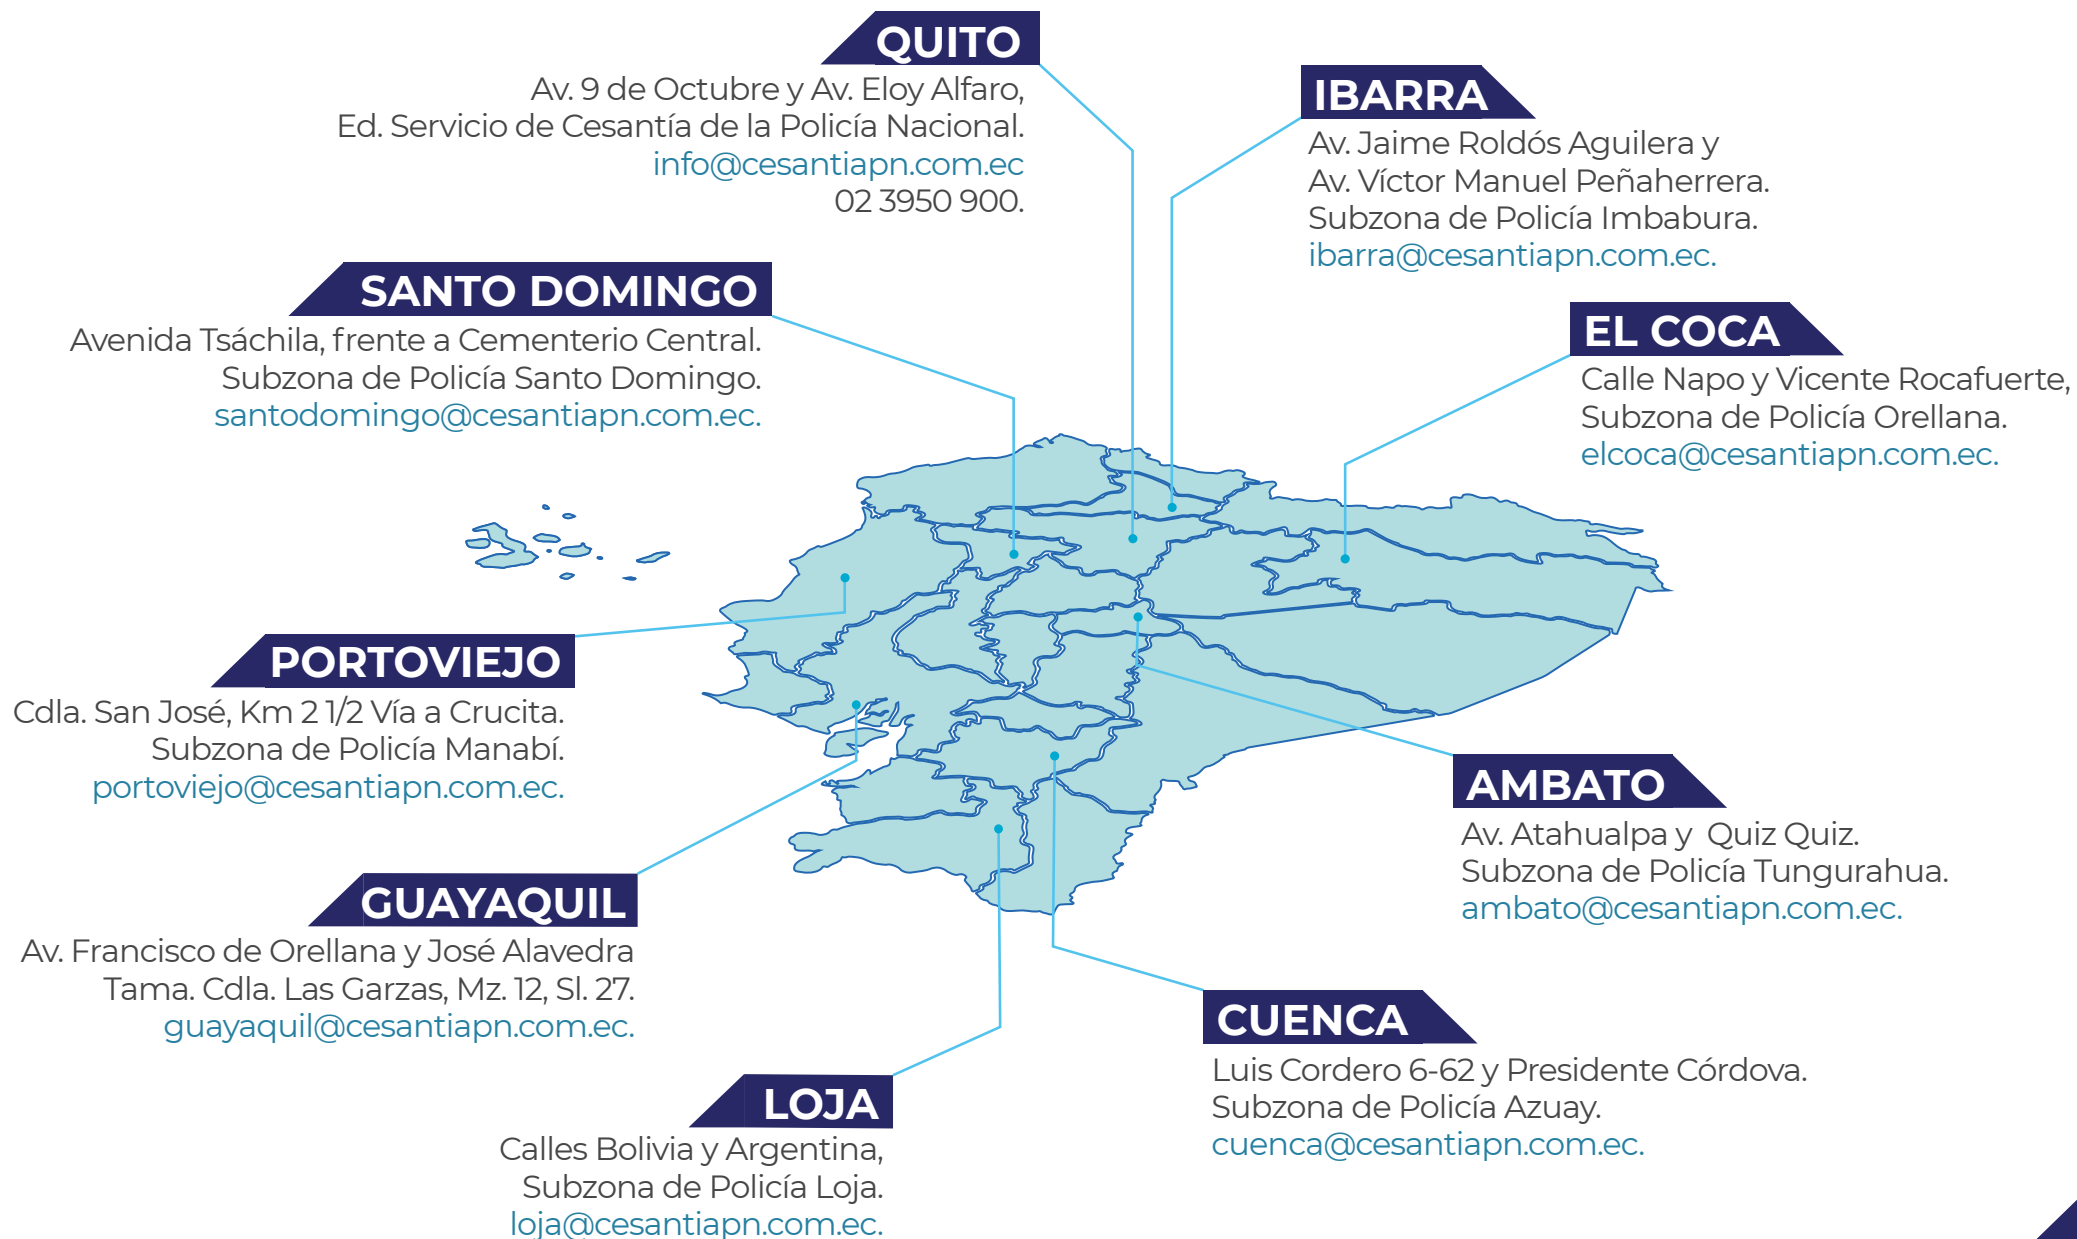 QUITO
Av. 9 de Octubre y Av. Eloy Alfaro,
Ed. Servicio de Cesantía de la Policía Nacional.
info@cesantiapn.com.ec
02 3950 900.
IBARRA
Av. Jaime Roldós Aguilera y
Av. Víctor Manuel Peñaherrera.
Subzona de Policía Imbabura.
ibarra@cesantiapn.com.ec.
SANTO DOMINGO
Avenida Tsáchila, frente a Cementerio Central.
Subzona de Policía Santo Domingo.
santodomingo@cesantiapn.com.ec.
EL COCA
Calle Napo y Vicente Rocafuerte,
Subzona de Policía Orellana.
elcoca@cesantiapn.com.ec.
PORTOVIEJO
Cdla. San José, Km 2 1/2 Vía a Crucita.
Subzona de Policía Manabí.
portoviejo@cesantiapn.com.ec.
AMBATO
Av. Atahualpa y Quiz Quiz.
Subzona de Policía Tungurahua.
ambato@cesantiapn.com.ec.
GUAYAQUIL
Av. Francisco de Orellana y José Alavedra
Tama. Cdla. Las Garzas, Mz. 12, Sl. 27.
guayaquil@cesantiapn.com.ec.
CUENCA
Luis Cordero 6-62 y Presidente Córdova.
Subzona de Policía Azuay.
cuenca@cesantiapn.com.ec.
LOJA
Calles Bolivia y Argentina,
Subzona de Policía Loja.
loja@cesantiapn.com.ec.